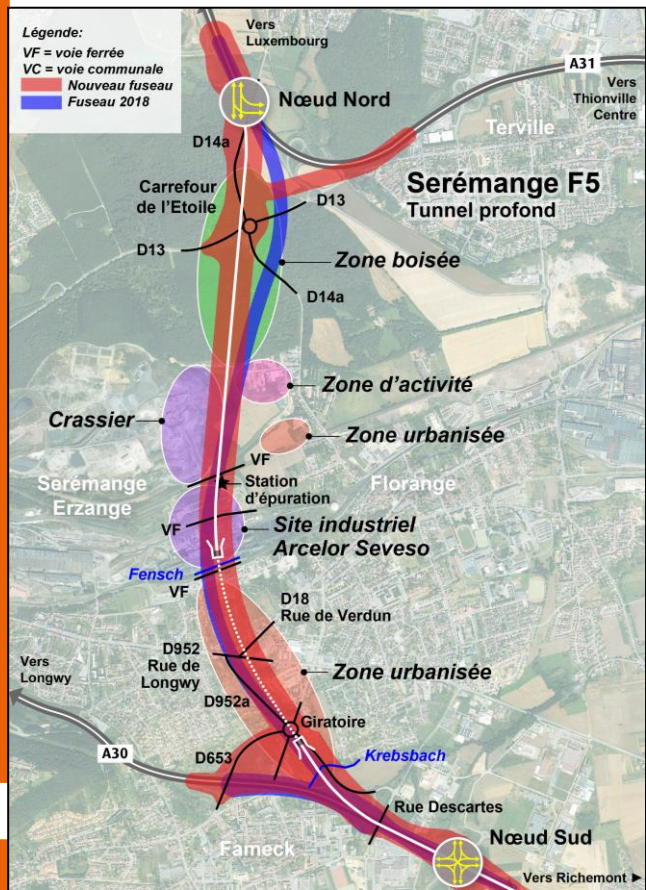 Légende:
VF = voie ferrée
VC = voie communale
Nouveau fuseau
Fuseau 2018
Vers
Luxembourg
A31
Vers
Thionville
Centre
Nœud Nord
Terville
D14a
Serémange F5
Tunnel profond
Carrefour
de l'Etoile
D13
D13
Zone boisée
D14a
Zone d'activité
Crassier
Zone urbanisée
VF
Serémange
Erzange
Station
d'épuration
Florange
VF
Site industriel
Arcelor Seveso
Fensch
VF
D18
Rue de Verdun
D952
Rue de
Longwy
Vers
Longwy
Zone urbanisée
D952a
Giratoire
A30
D653
Krebsbach
Rue Descartes
Nœud Sud
Fameck
Vers Richemont